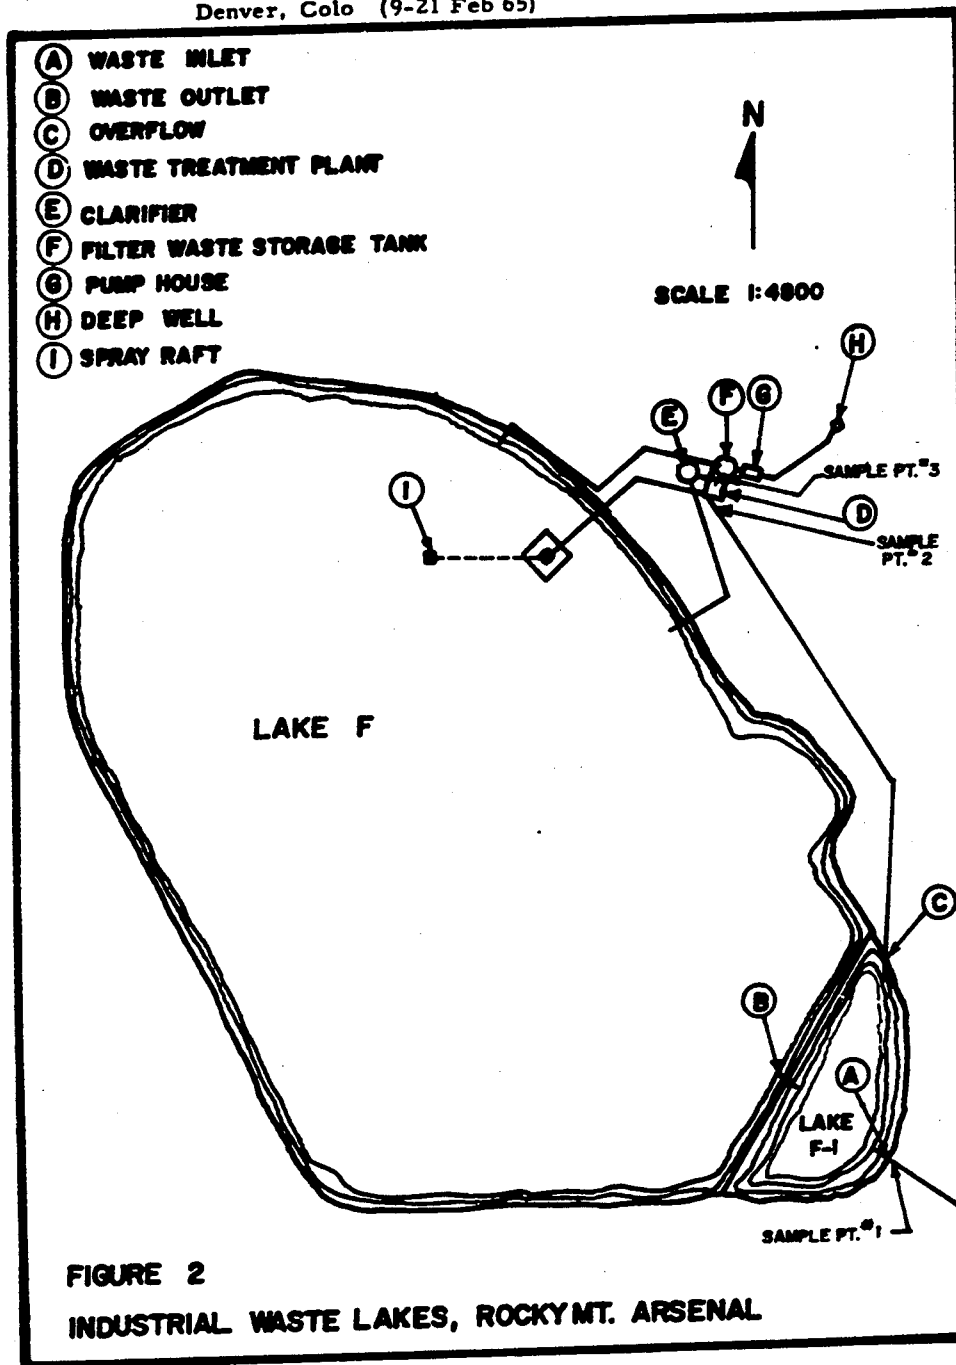 Denver, Colo (9-21 Feb 65)
A WASTE INLET
B WASTE OUTLET
C OVERFLOW
D WASTE TREATMENT PLANT
E CLARIFIER
F FILTER WASTE STORAGE TANK
G PUMP HOUSE
H DEEP WELL
I SPRAY RAFT
N
SCALE 1:4800
H
E
F
G
SAMPLE PT. #3
I
D
SAMPLE
PT. #2
LAKE F
C
B
A
LAKE
F-1
SAMPLE PT. #1
FIGURE 2
INDUSTRIAL WASTE LAKES, ROCKY MT. ARSENAL